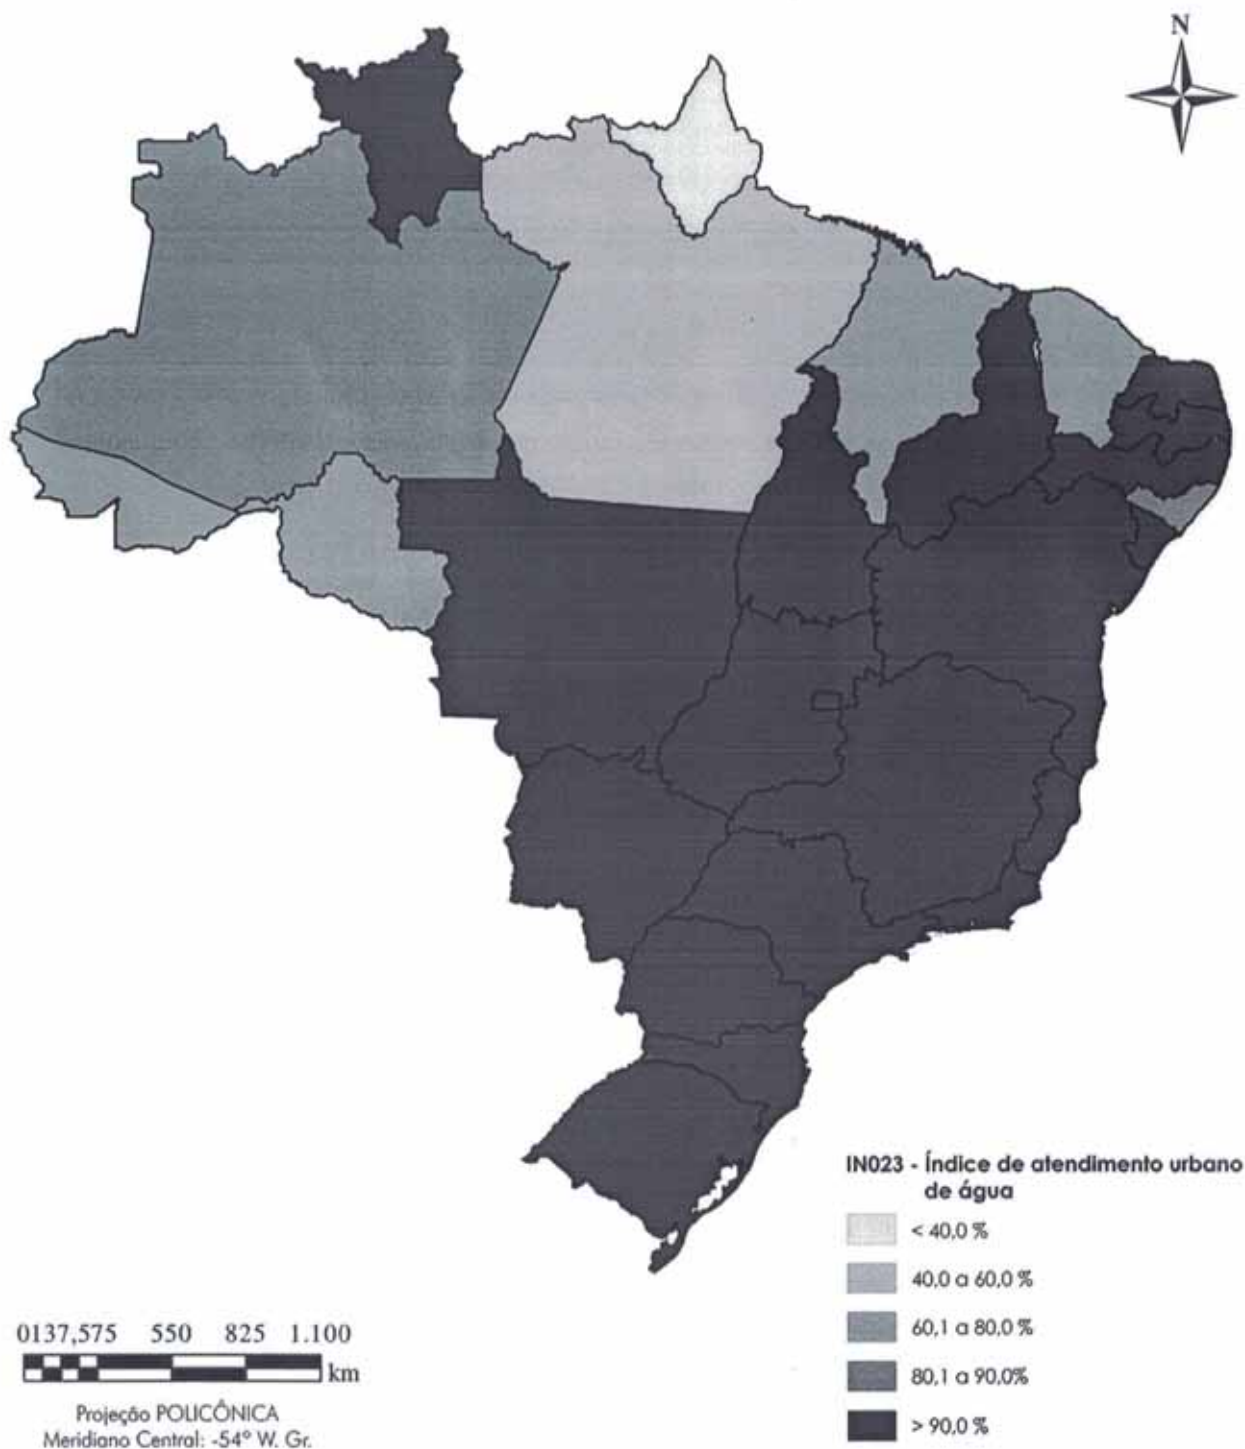 N
IN023 - Índice de atendimento urbano
de água
< 40,0 %
40,0 a 60,0 %
60,1 a 80,0 %
80,1 a 90,0%
> 90,0 %
0137,575 550 825 1.100
km
Projeção POLICÔNICA
Meridiano Central: -54° W. Gr.